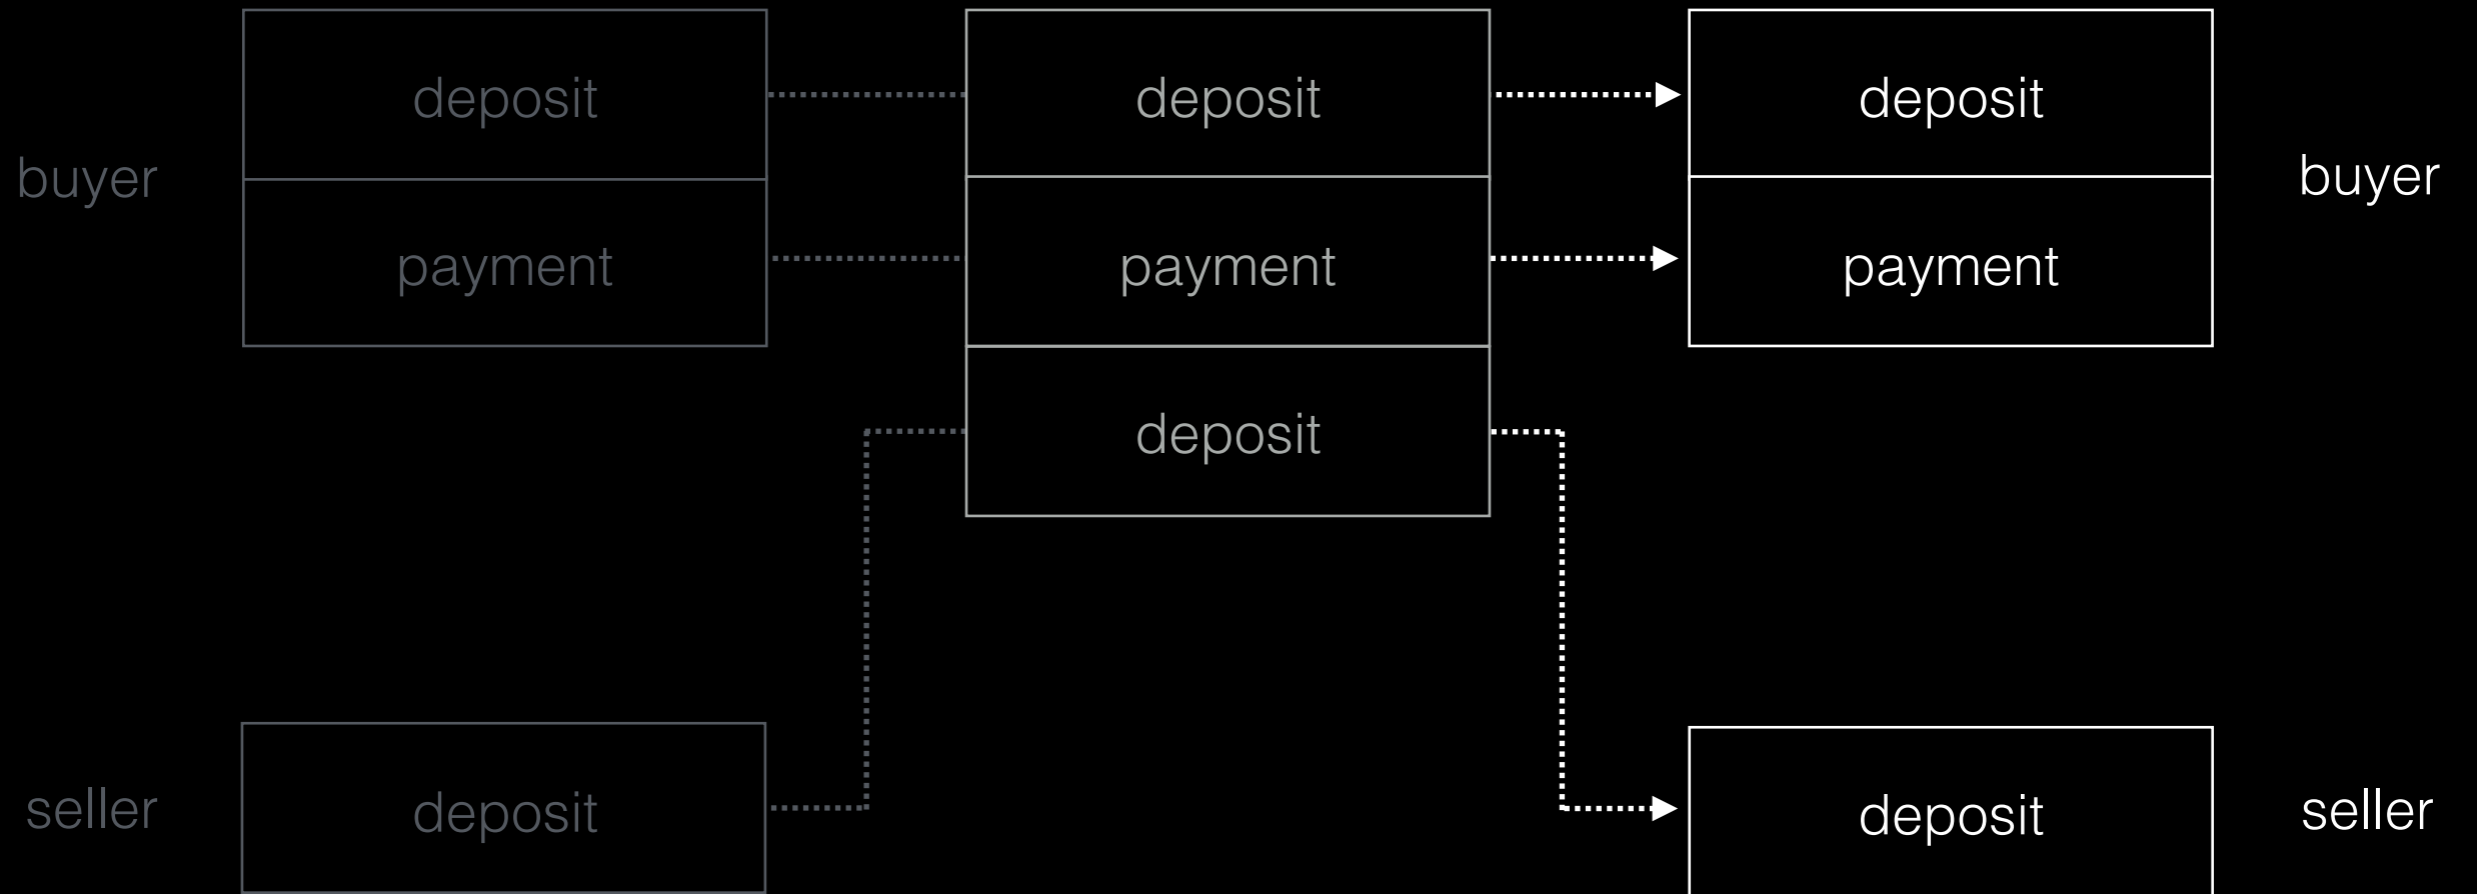 deposit
deposit
deposit
buyer
buyer
payment
payment
payment
deposit
seller
deposit
deposit
seller